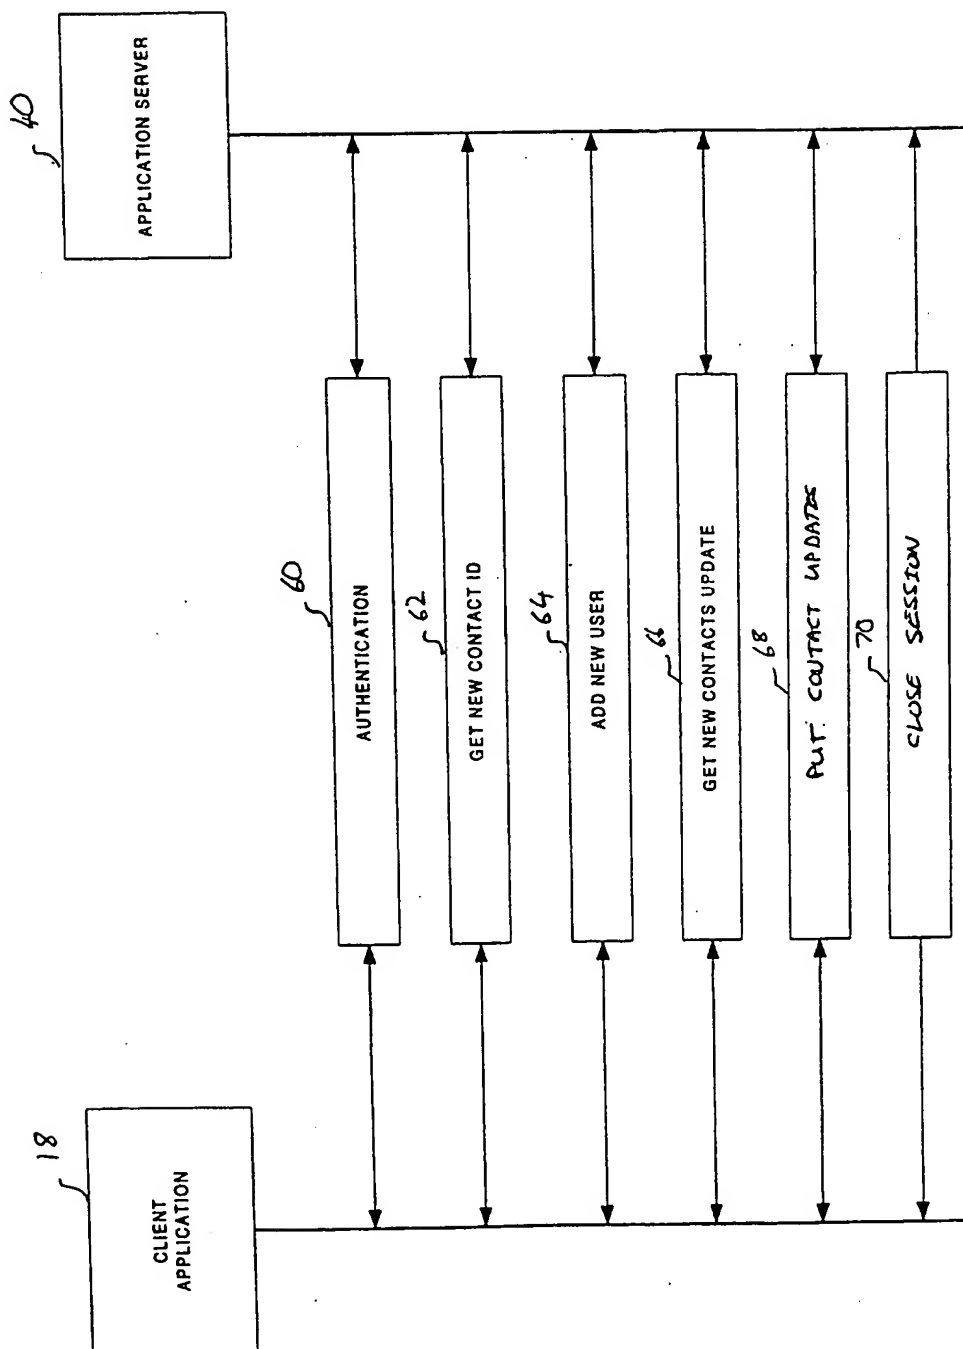 18
CLIENT
APPLICATION
40
APPLICATION SERVER
60
AUTHENTICATION
62
GET NEW CONTACT ID
64
ADD NEW USER
66
GET NEW CONTACTS UPDATE
68
PUT CONTACT UPDATES
70
CLOSE SESSION